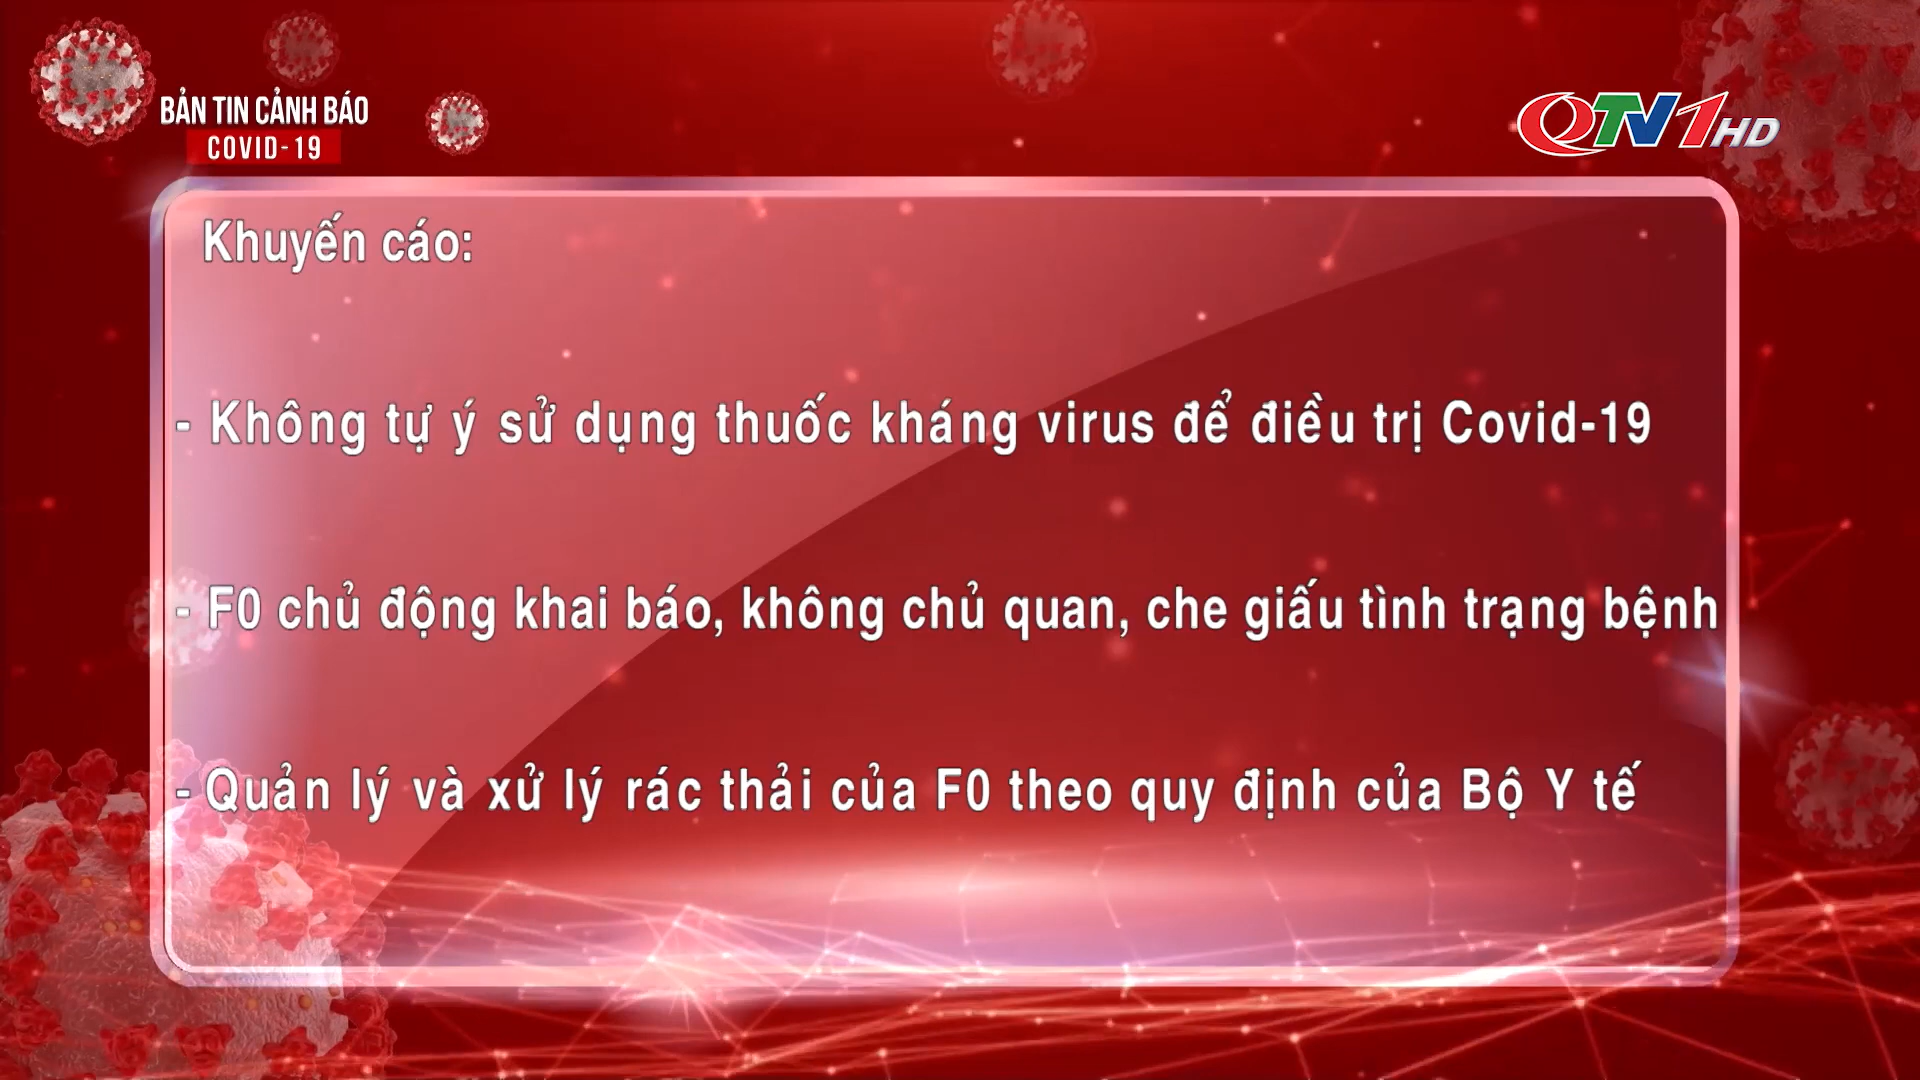 BẢN TIN CẢNH BÁO
COVID-19
QTV1HD
Khuyến cáo:
- Không tự ý sử dụng thuốc kháng virus để điều trị Covid-19
- F0 chủ động khai báo, không chủ quan, che giấu tình trạng bệnh
- Quản lý và xử lý rác thải của F0 theo quy định của Bộ Y tế